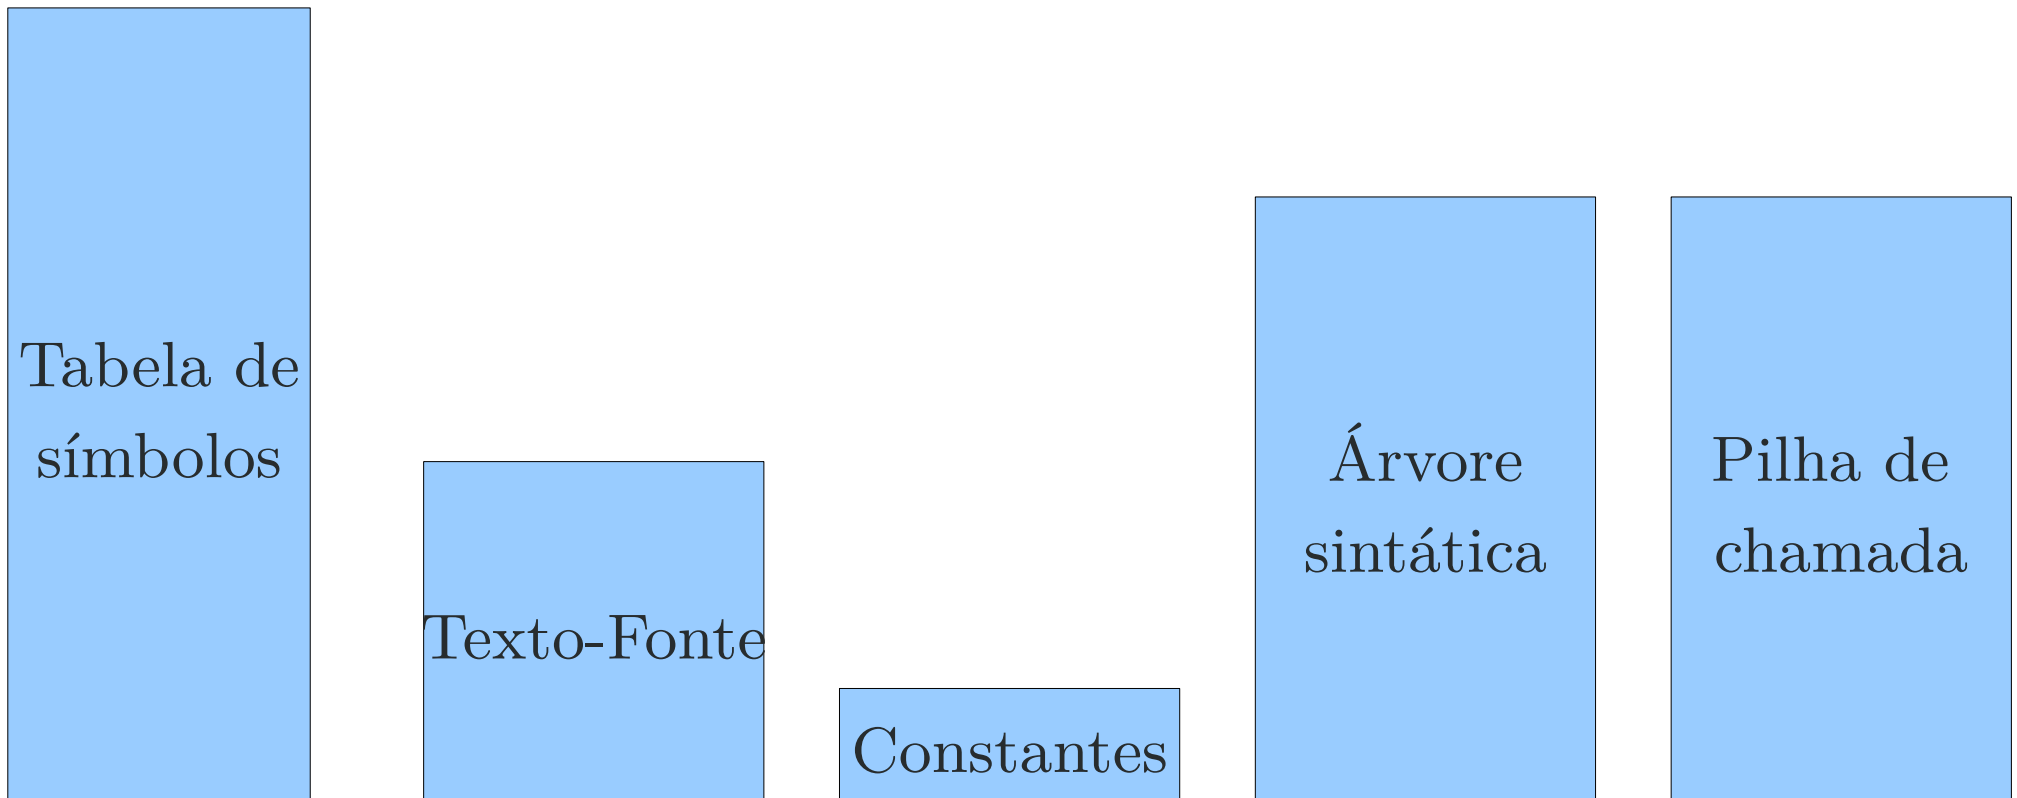 Tabela de
símbolos
Texto-Fonte
Constantes
Árvore
sintática
Pilha de
chamada